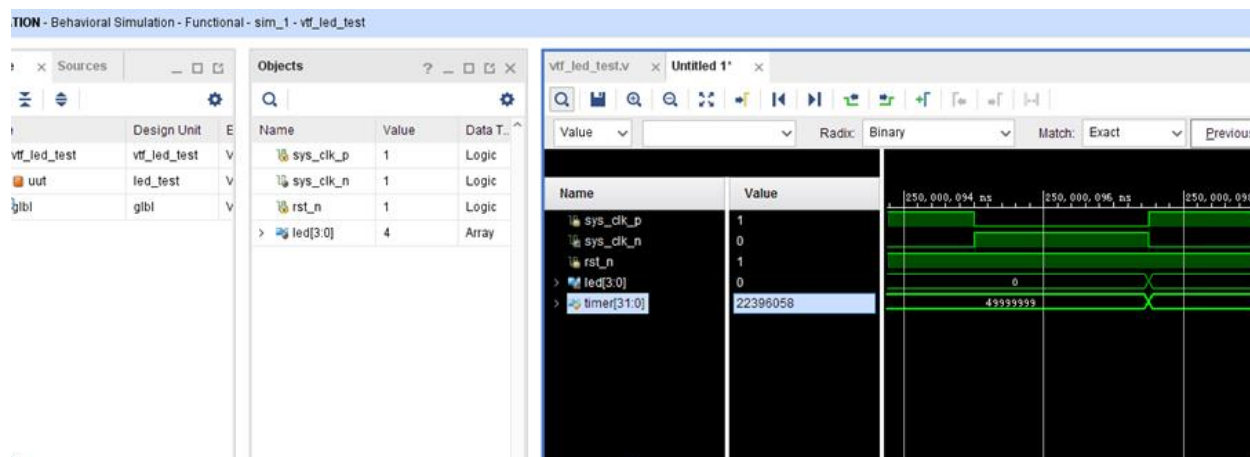 TION - Behavioral Simulation - Functional - sim_1 - vtf_led_test
Sources
Design Unit
vtf_led_test vtf_led_test V
uut led_test V
glbl glbl V
Objects
Name Value Data T..
sys_clk_p 1 Logic
sys_clk_n 1 Logic
rst_n 1 Logic
led[3:0] 4 Array
vtf_led_test.v Untitled 1*
Value Radix: Binary Match: Exact Previous
Name Value 250,000,094 ns 250,000,096 ns 250,000,098
sys_clk_p 1
sys_clk_n 0
rst_n 1
led[3:0] 0 0
timer[31:0] 22396058 49999999